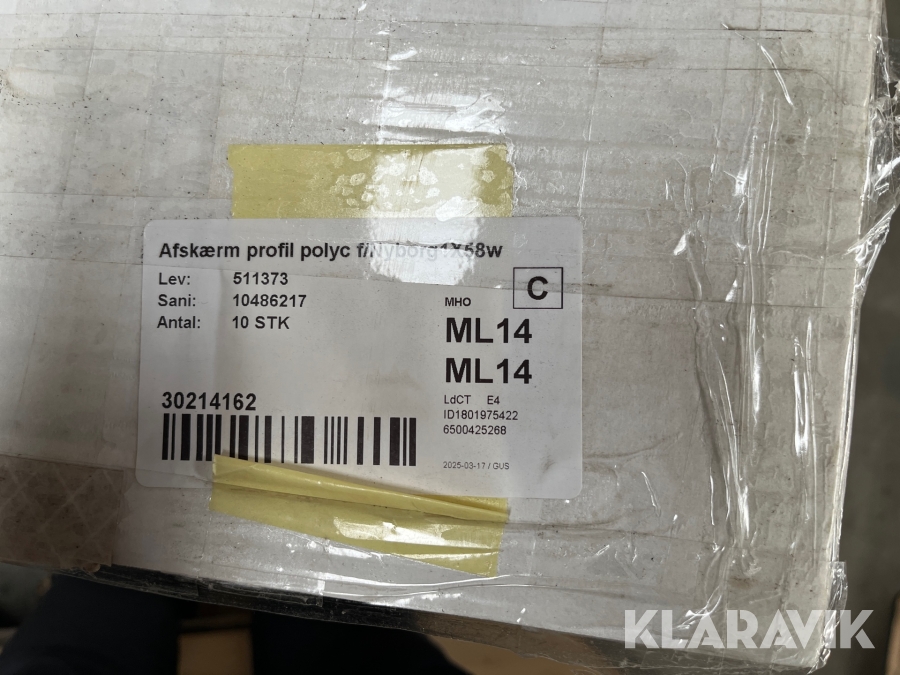 Afskærm profil polyc f/Nyborg1X58w
Lev: 511373
Sani: 10486217
Antal: 10 STK
C
MHO
ML14
ML14
LdCT E4
ID1801975422
6500425268
30214162
2025-03-17 / GUS
KLARAVIK